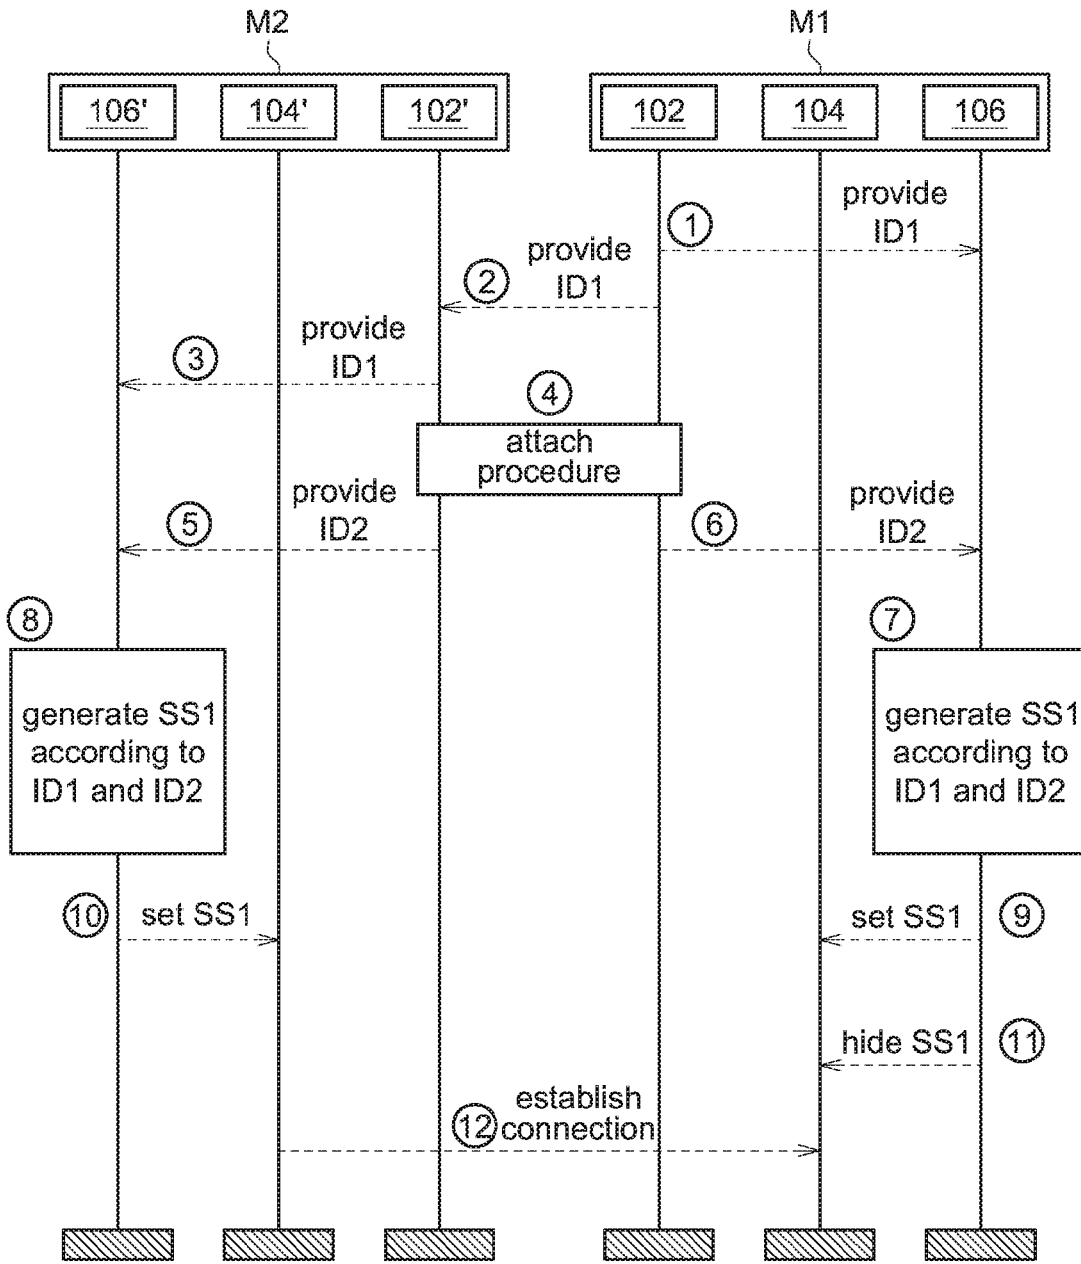 M2
M1
106'
104'
102'
102
104
106
① provide
ID1
② provide
ID1
③ provide
ID1
④
attach
procedure
⑤ provide
ID2
⑥ provide
ID2
⑧
generate SS1
according to
ID1 and ID2
⑦
generate SS1
according to
ID1 and ID2
⑩ set SS1
set SS1 ⑨
hide SS1 ⑪
establish
⑫ connection